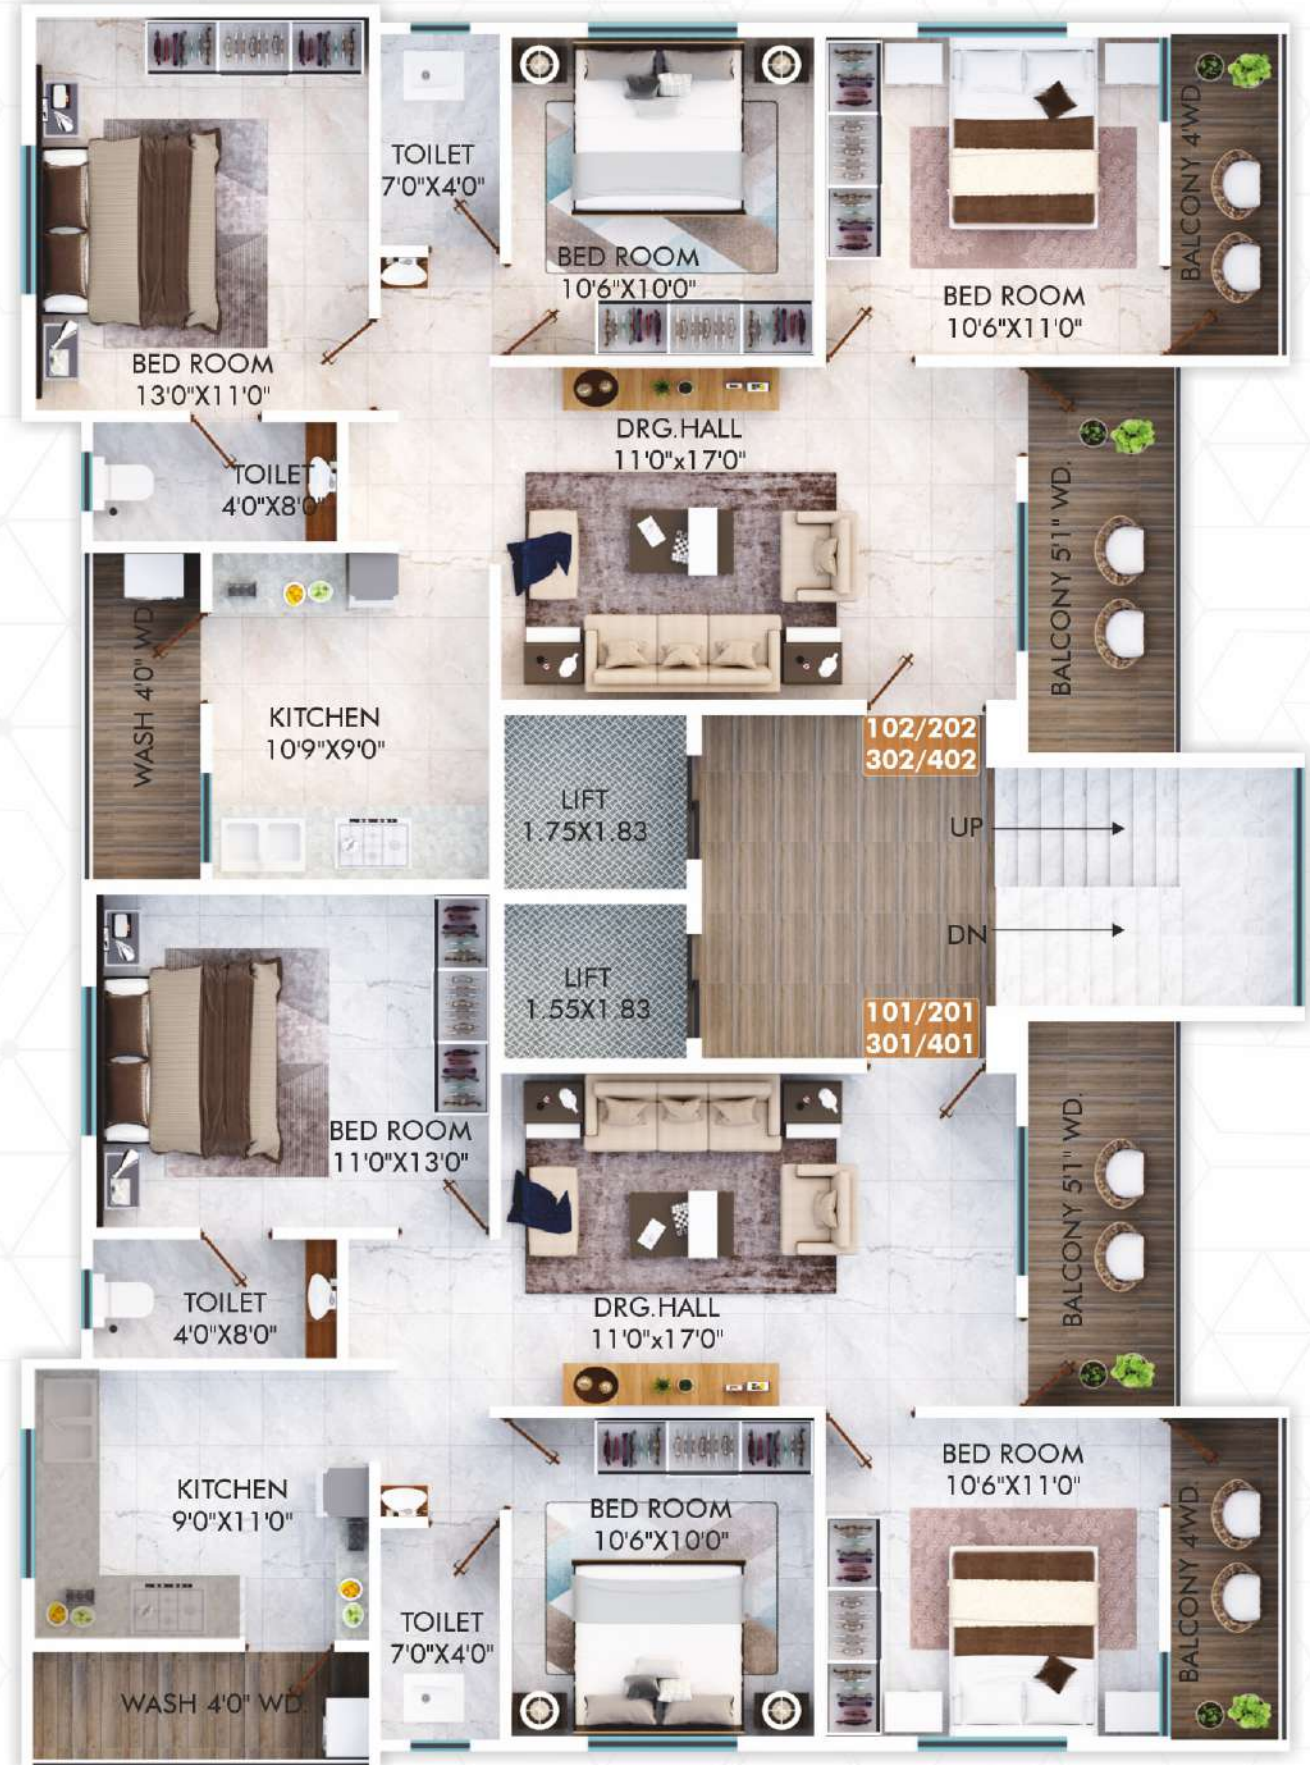 TOILET
7'0"X4'0"
BED ROOM
10'6"X10'0"
BED ROOM
10'6"X11'0"
BALCONY 4'WD.
BED ROOM
13'0"X11'0"
DRG.HALL
11'0"x17'0"
TOILET
4'0"X8'0"
BALCONY 5'1" WD.
WASH 4'0" WD
KITCHEN
10'9"X9'0"
102/202
302/402
LIFT
1.75X1.83
UP
DN
LIFT
1.55X1.83
101/201
301/401
BED ROOM
11'0"X13'0"
BALCONY 5'1" WD.
TOILET
4'0"X8'0"
DRG.HALL
11'0"x17'0"
KITCHEN
9'0"X11'0"
BED ROOM
10'6"X10'0"
BED ROOM
10'6"X11'0"
BALCONY 4'WD.
TOILET
7'0"X4'0"
WASH 4'0" WD.